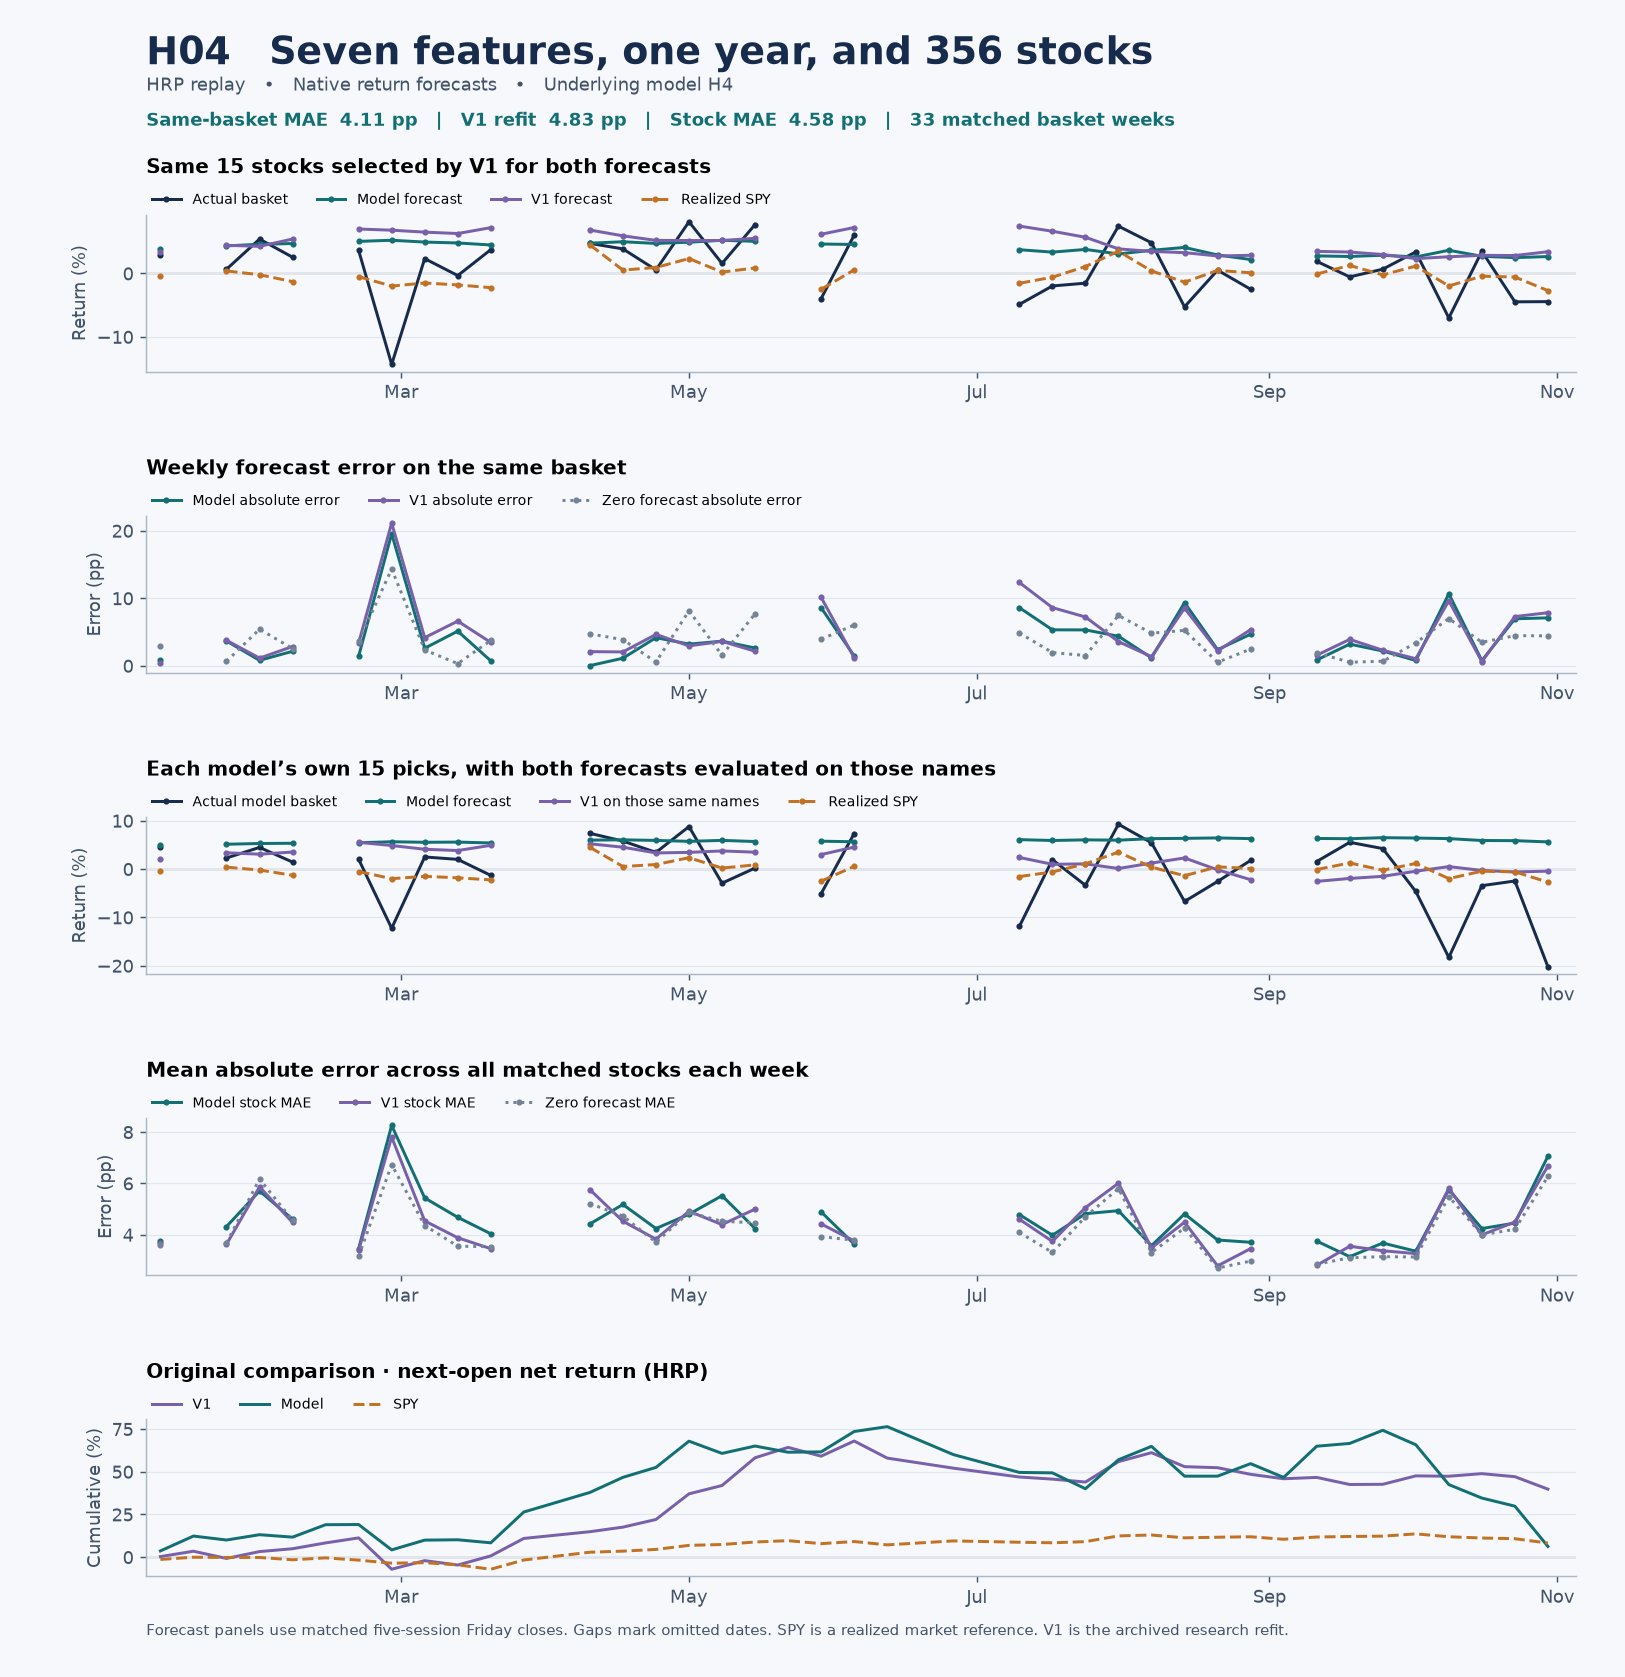 H04   Seven features, one year, and 356 stocks
HRP replay   •   Native return forecasts   •   Underlying model H4
Same-basket MAE  4.11 pp   |   V1 refit  4.83 pp   |   Stock MAE  4.58 pp   |   33 matched basket weeks
Same 15 stocks selected by V1 for both forecasts
Actual basket   Model forecast   V1 forecast   Realized SPY
Return (%)
0
−10
Mar   May   Jul   Sep   Nov
Weekly forecast error on the same basket
Model absolute error   V1 absolute error   Zero forecast absolute error
Error (pp)
20
10
0
Mar   May   Jul   Sep   Nov
Each model’s own 15 picks, with both forecasts evaluated on those names
Actual model basket   Model forecast   V1 on those same names   Realized SPY
Return (%)
10
0
−10
−20
Mar   May   Jul   Sep   Nov
Mean absolute error across all matched stocks each week
Model stock MAE   V1 stock MAE   Zero forecast MAE
Error (pp)
8
6
4
Mar   May   Jul   Sep   Nov
Original comparison · next-open net return (HRP)
V1   Model   SPY
Cumulative (%)
75
50
25
0
Mar   May   Jul   Sep   Nov
Forecast panels use matched five-session Friday closes. Gaps mark omitted dates. SPY is a realized market reference. V1 is the archived research refit.